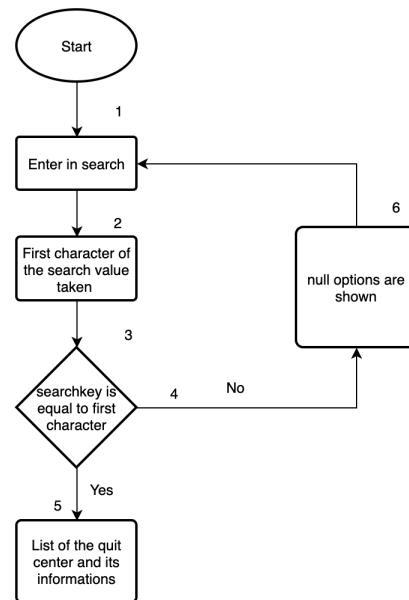 Start
1
Enter in search
2
First character of
the search value
taken
3
searchkey is
equal to first
character
4
No
6
null options are
shown
Yes
5
List of the quit
center and its
informations